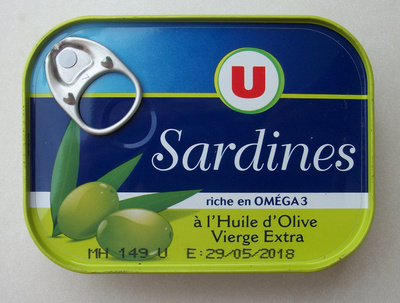 U
Sardines
riche en OMÉGA 3
à l'Huile d'Olive
Vierge Extra
MH 149 U E:29/05/2018